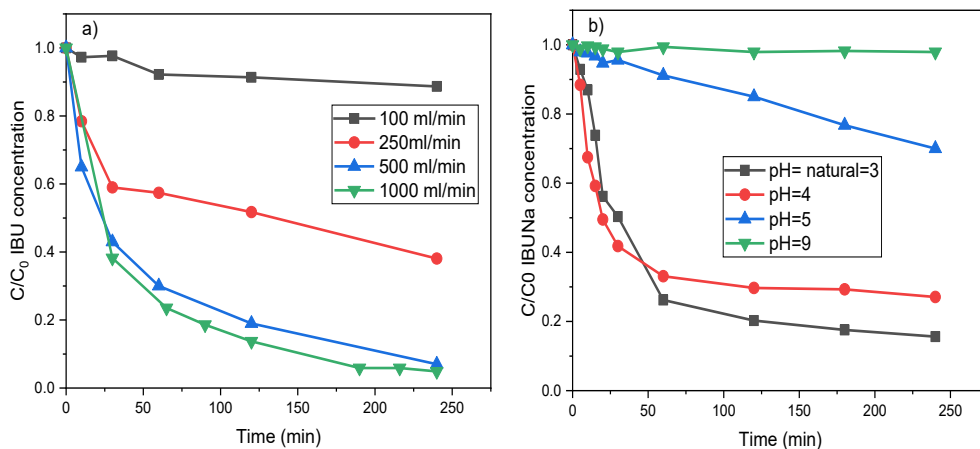 a)
C/C₀ IBU concentration
1.0
0.8
0.6
0.4
0.2
0.0
100 ml/min
250ml/min
500 ml/min
1000 ml/min
0 50 100 150 200 250
Time (min)
b)
C/C0 IBUNa concentration
1.0
0.8
0.6
0.4
0.2
0.0
pH= natural=3
pH=4
pH=5
pH=9
0 50 100 150 200 250
Time (min)